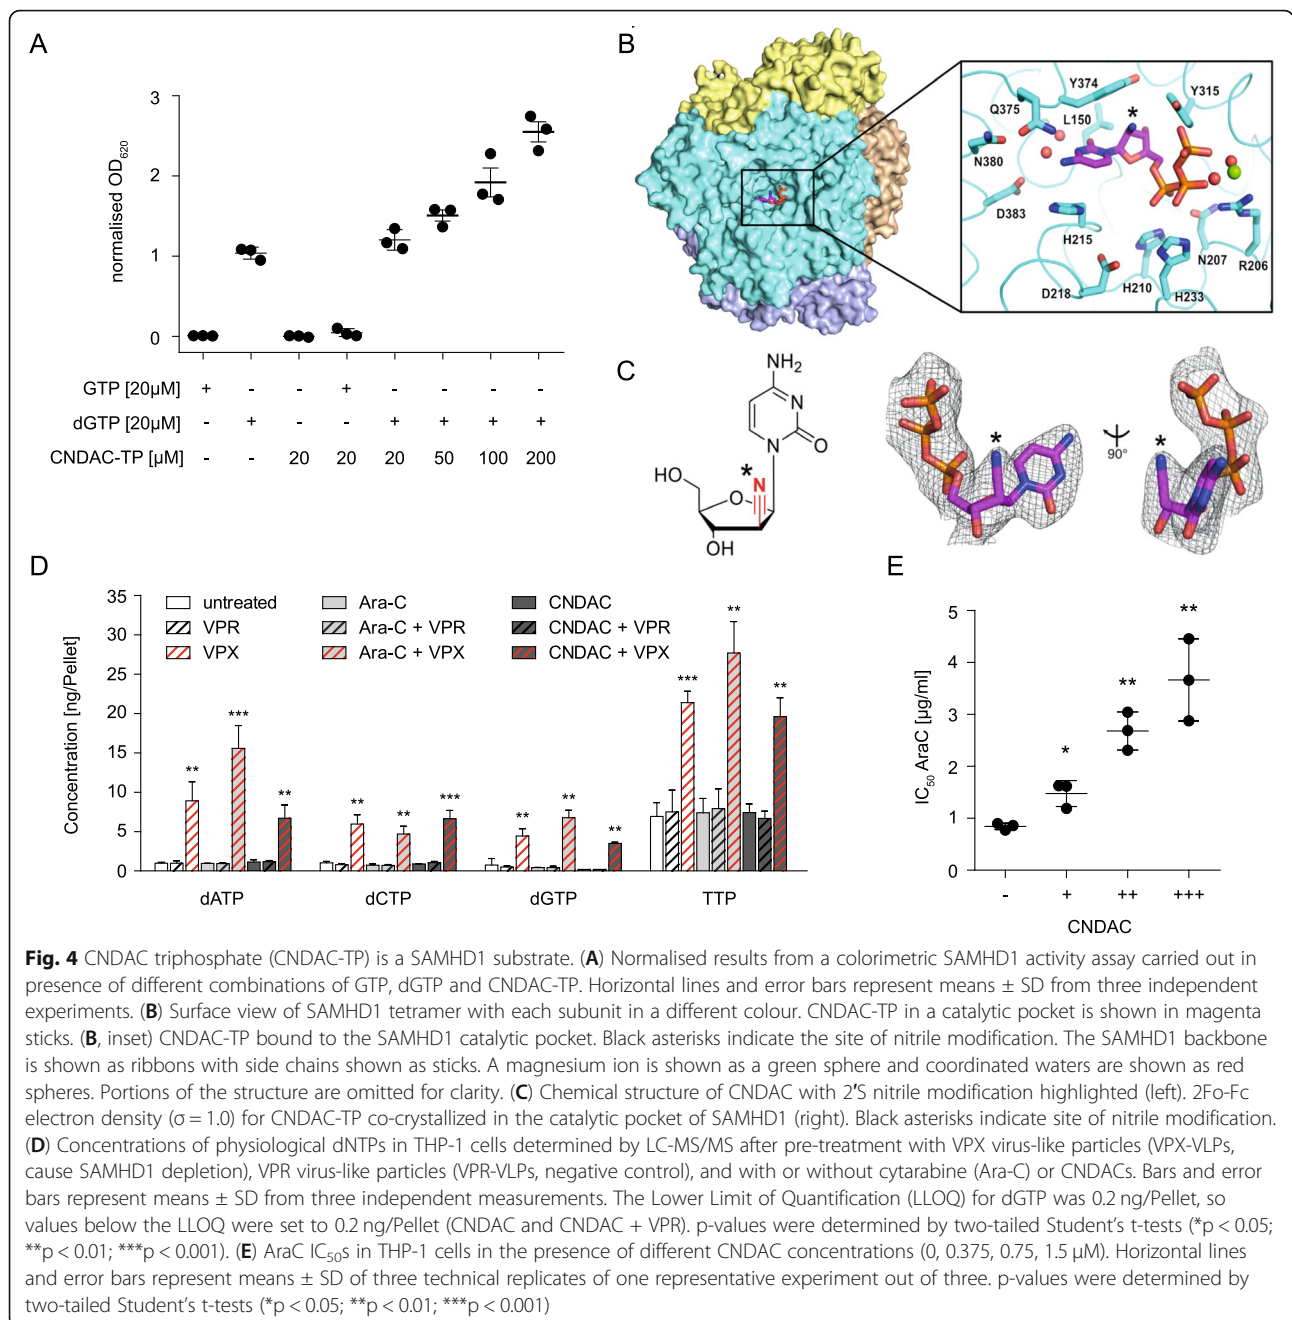 A
3
2
1
0
normalised OD620
GTP [20μM] + - - + - - - -
dGTP [20μM] - + - - + + + +
CNDAC-TP [μM] - - 20 20 20 50 100 200
B
Y374
Y315
Q375
L150
*
N380
D383
H215
D218
H210
H233
N207
R206
C
NH2
N
N
O
* N
HO
O
OH
*
90°
*
D
35
30
25
20
15
10
5
0
Concentration [ng/Pellet]
untreated Ara-C CNDAC
VPR Ara-C + VPR CNDAC + VPR
VPX Ara-C + VPX CNDAC + VPX
** *** ** ** ** *** ** ** ** *** ** **
dATP dCTP dGTP TTP
E
5
4
3
2
1
0
IC50 AraC [μg/ml]
* ** **
- + ++ +++
CNDAC
Fig. 4 CNDAC triphosphate (CNDAC-TP) is a SAMHD1 substrate. (A) Normalised results from a colorimetric SAMHD1 activity assay carried out in
presence of different combinations of GTP, dGTP and CNDAC-TP. Horizontal lines and error bars represent means ± SD from three independent
experiments. (B) Surface view of SAMHD1 tetramer with each subunit in a different colour. CNDAC-TP in a catalytic pocket is shown in magenta
sticks. (B, inset) CNDAC-TP bound to the SAMHD1 catalytic pocket. Black asterisks indicate the site of nitrile modification. The SAMHD1 backbone
is shown as ribbons with side chains shown as sticks. A magnesium ion is shown as a green sphere and coordinated waters are shown as red
spheres. Portions of the structure are omitted for clarity. (C) Chemical structure of CNDAC with 2′S nitrile modification highlighted (left). 2Fo-Fc
electron density (σ = 1.0) for CNDAC-TP co-crystallized in the catalytic pocket of SAMHD1 (right). Black asterisks indicate site of nitrile modification.
(D) Concentrations of physiological dNTPs in THP-1 cells determined by LC-MS/MS after pre-treatment with VPX virus-like particles (VPX-VLPs,
cause SAMHD1 depletion), VPR virus-like particles (VPR-VLPs, negative control), and with or without cytarabine (Ara-C) or CNDACs. Bars and error
bars represent means ± SD from three independent measurements. The Lower Limit of Quantification (LLOQ) for dGTP was 0.2 ng/Pellet, so
values below the LLOQ were set to 0.2 ng/Pellet (CNDAC and CNDAC + VPR). p-values were determined by two-tailed Student's t-tests (*p < 0.05;
**p < 0.01; ***p < 0.001). (E) AraC IC50s in THP-1 cells in the presence of different CNDAC concentrations (0, 0.375, 0.75, 1.5 μM). Horizontal lines
and error bars represent means ± SD of three technical replicates of one representative experiment out of three. p-values were determined by
two-tailed Student's t-tests (*p < 0.05; **p < 0.01; ***p < 0.001)